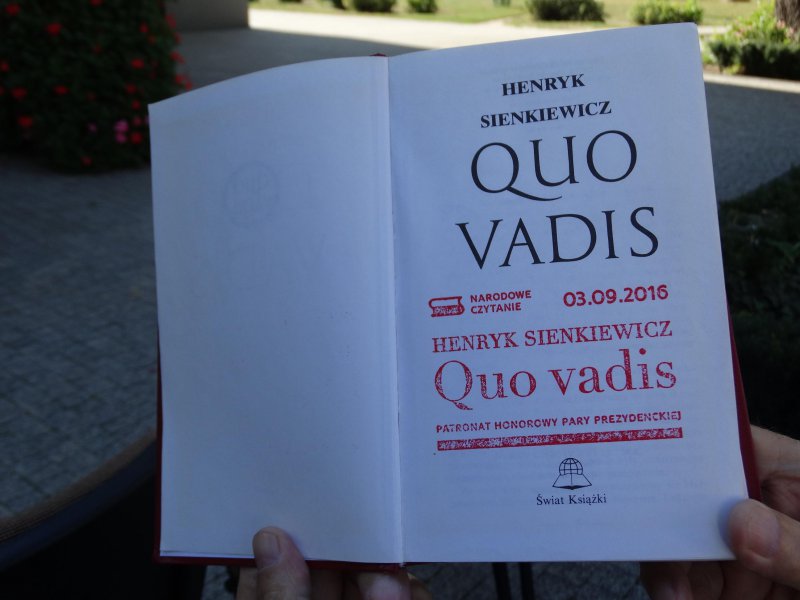 HENRYK
SIENKIEWICZ
QUO
VADIS
NARODOWE
CZYTANIE
03.09.2016
HENRYK SIENKIEWICZ
Quo vadis
PATRONAT HONOROWY PARY PREZYDENCKIEJ
Świat Książki